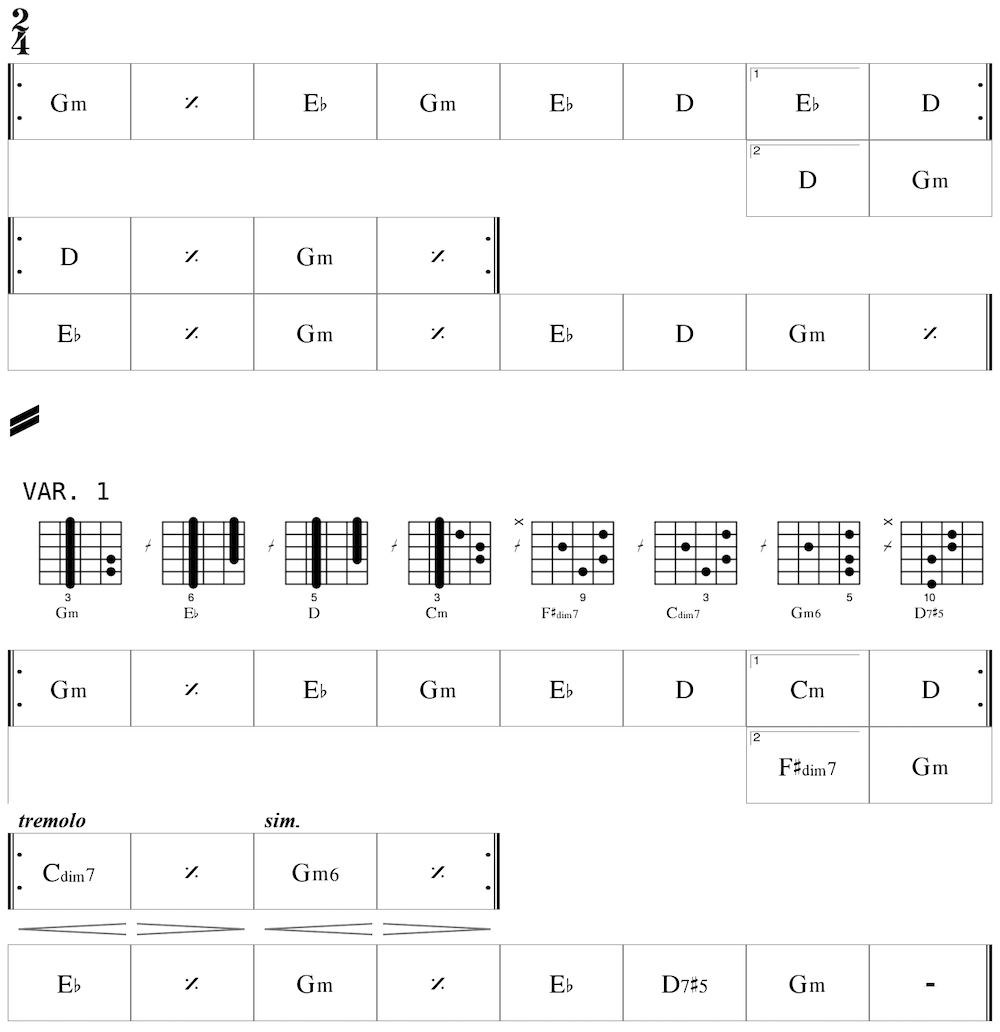 2
4
Gm 𝄎 E♭ Gm E♭ D 1 E♭ D
2 D Gm
D 𝄎 Gm 𝄎
E♭ 𝄎 Gm 𝄎 E♭ D Gm 𝄎
VAR. 1
x x
3 6 5 3 9 3 5 10
Gm E♭ D Cm F♯dim7 Cdim7 Gm6 D7♯5
Gm 𝄎 E♭ Gm E♭ D 1 Cm D
2 F♯dim7 Gm
tremolo sim.
Cdim7 𝄎 Gm6 𝄎
E♭ 𝄎 Gm 𝄎 E♭ D7♯5 Gm -